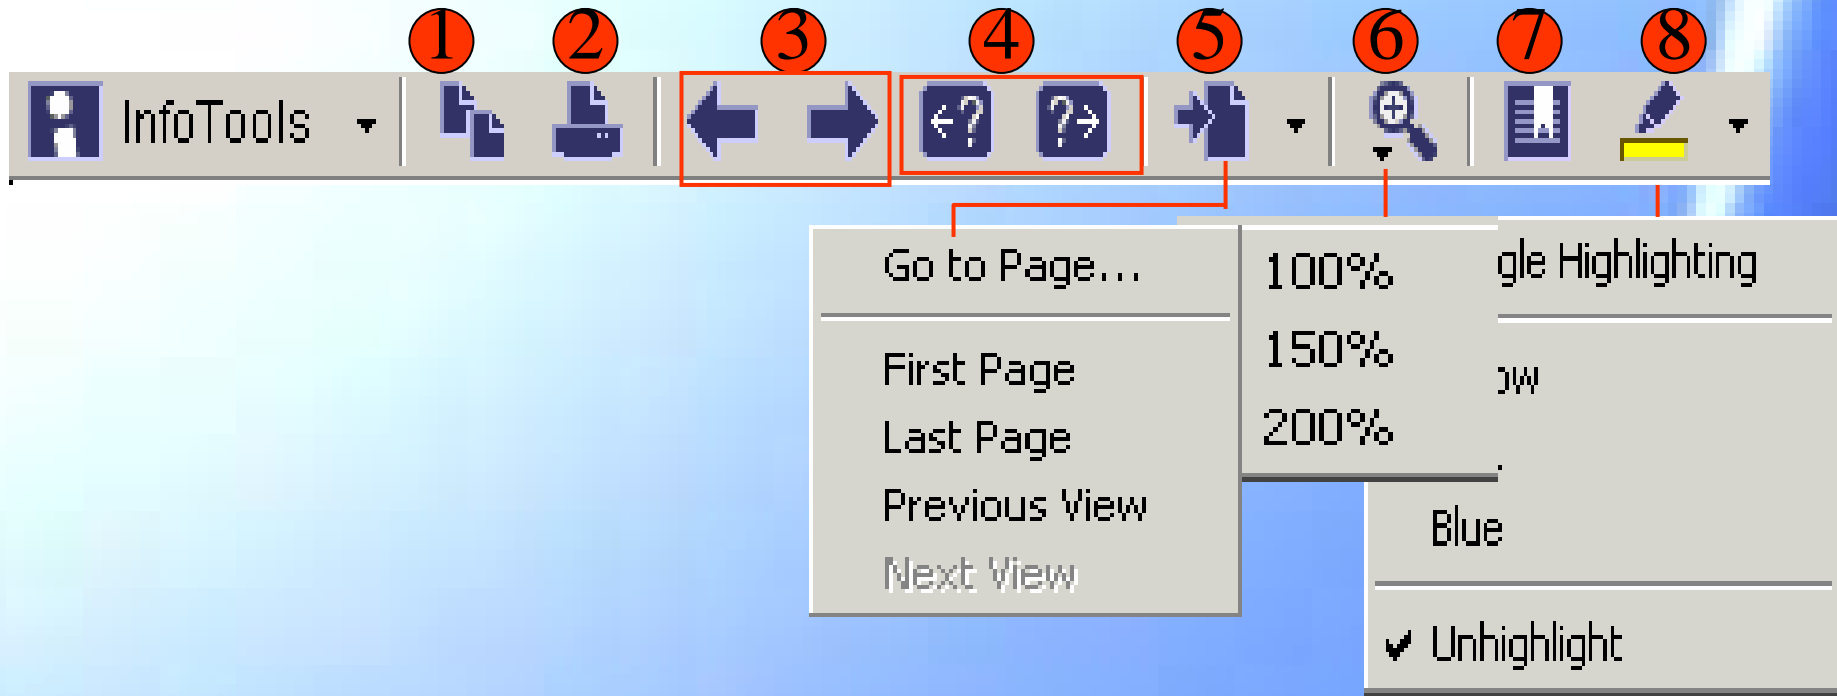 1 2 3 4 5 6 7 8
InfoTools
Go to Page...
First Page
Last Page
Previous View
Next View
100%
150%
200%
gle Highlighting
ow
Blue
Unhighlight